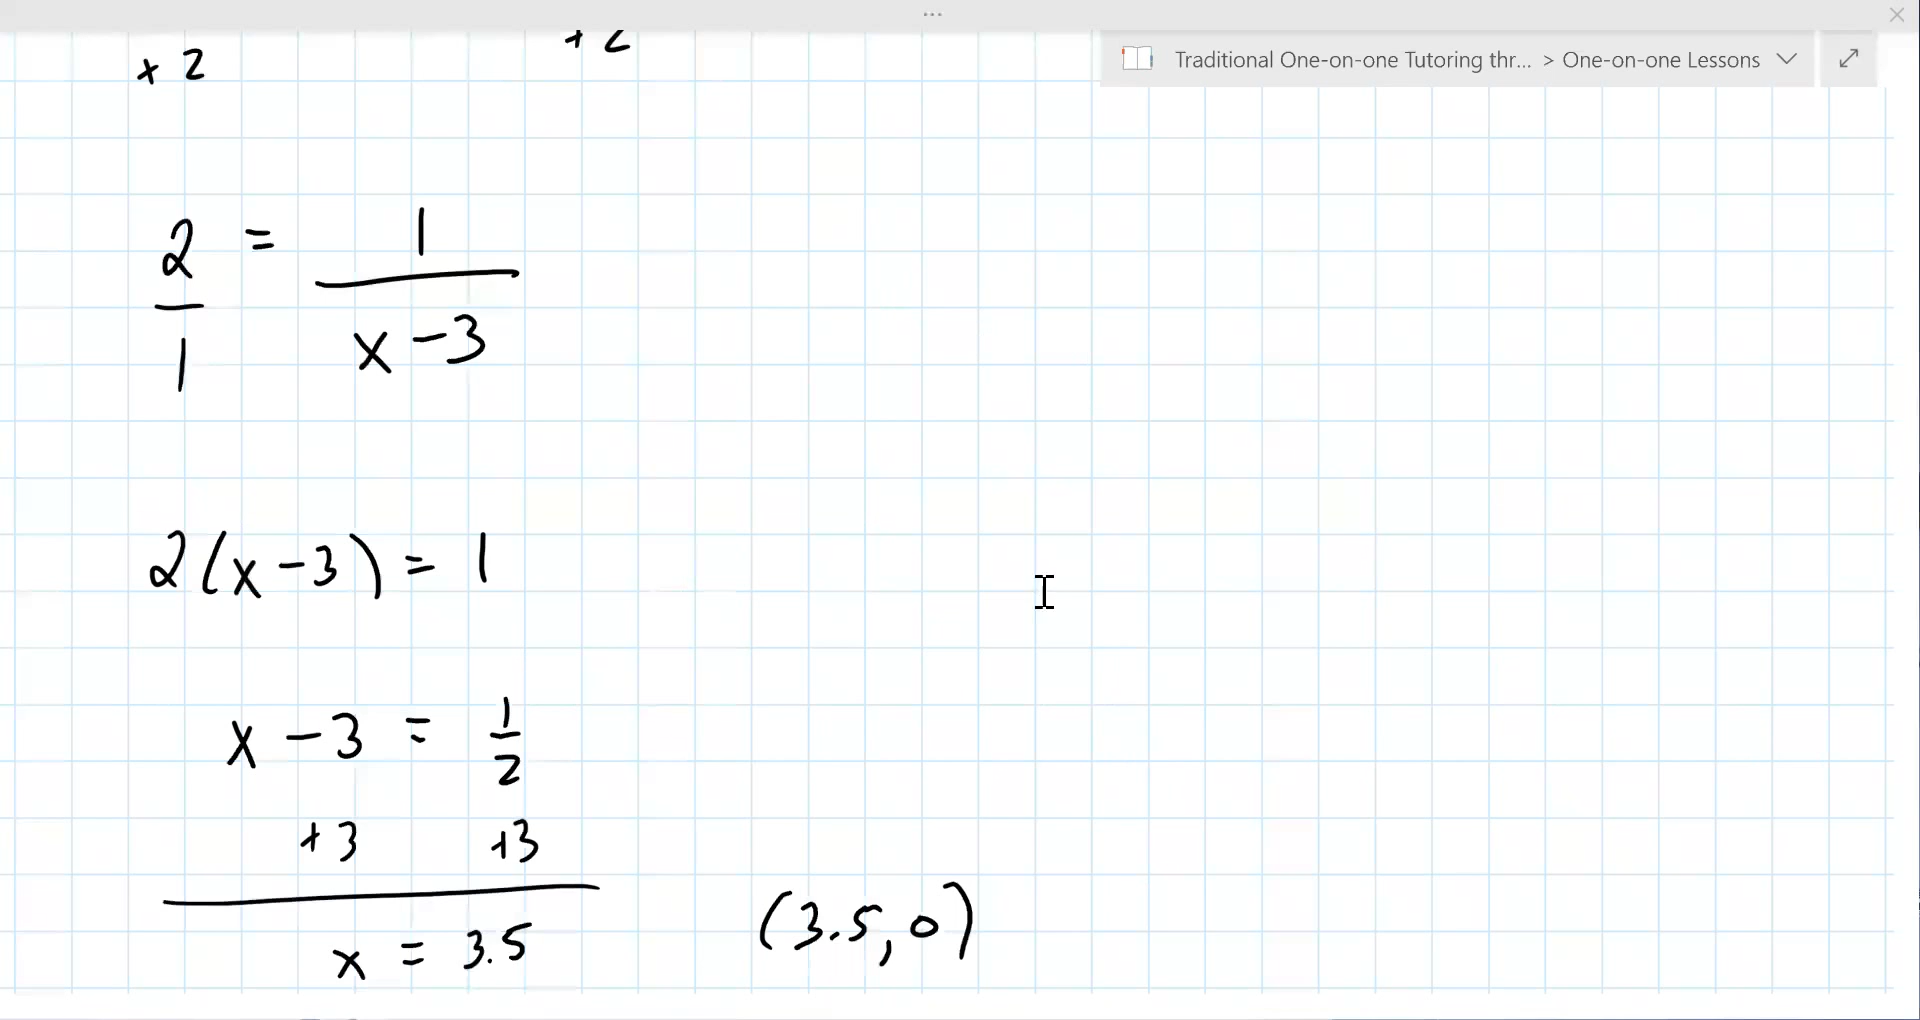 ...
Traditional One-on-one Tutoring thr... > One-on-one Lessons
+ 2 + 2
2/1 = 1/(x - 3)
2(x - 3) = 1
x - 3 = 1/2
+3 +3
x = 3.5 (3.5, 0)